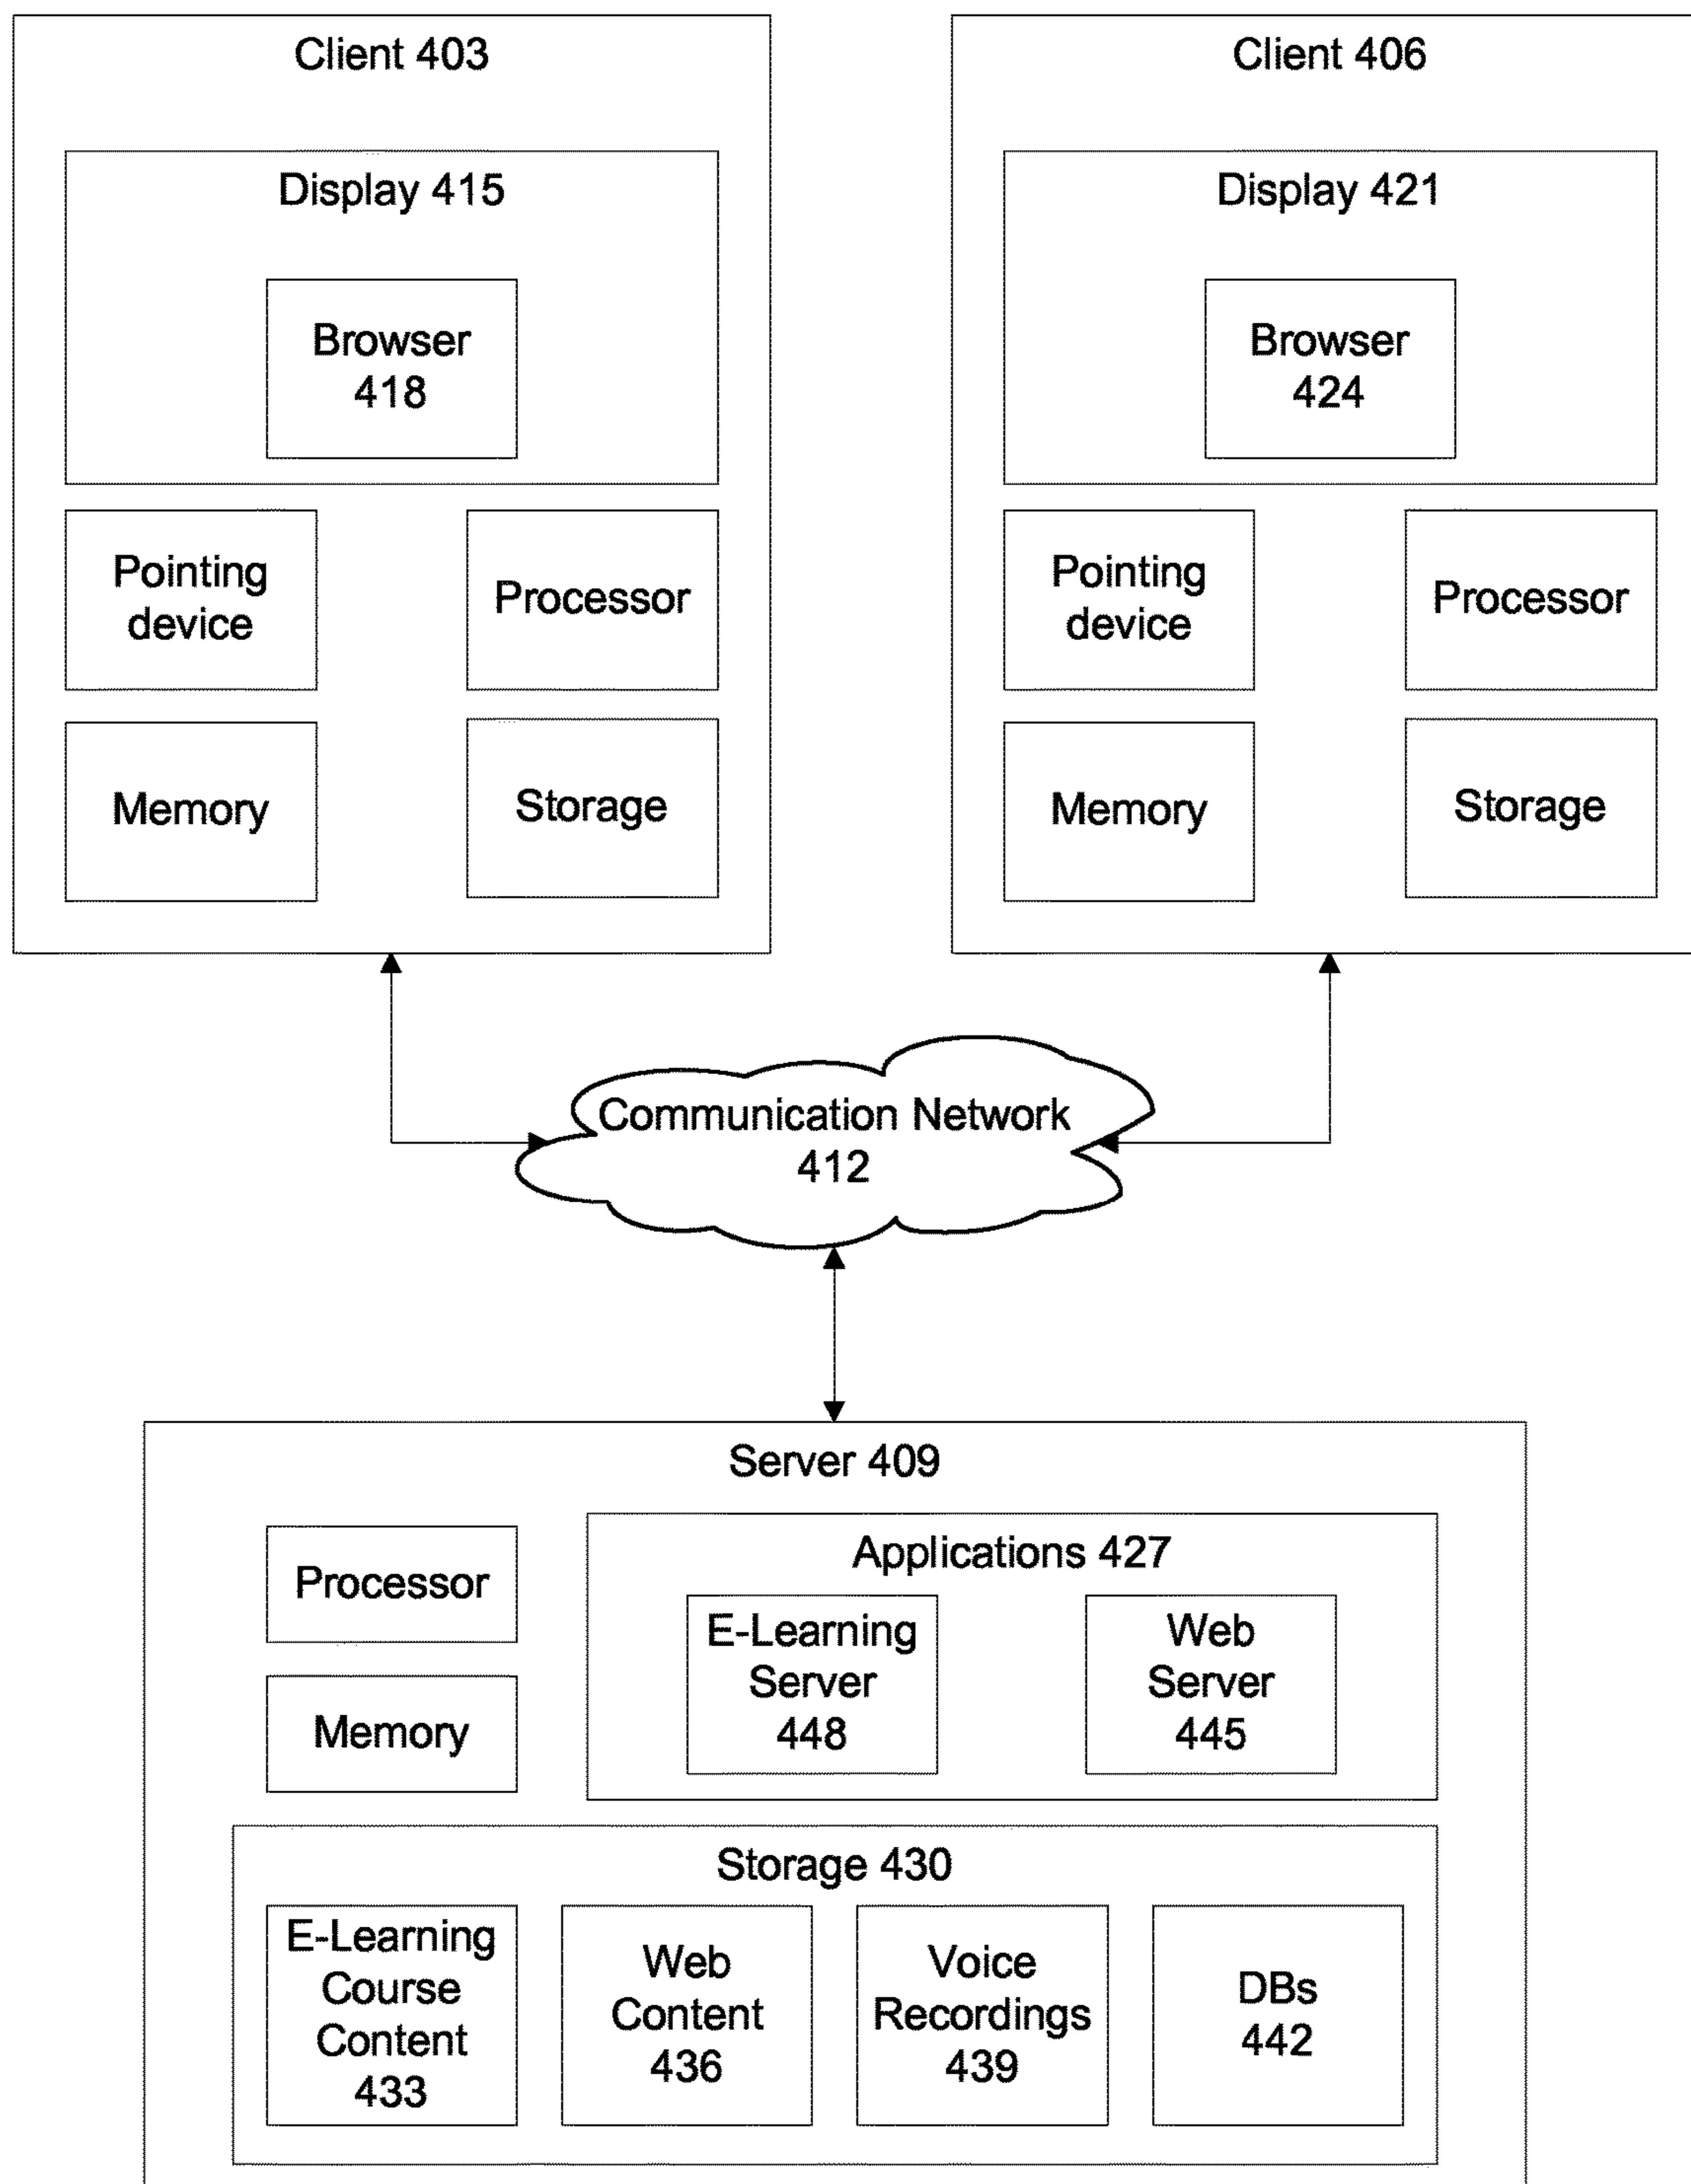 Client 403
Display 415
Browser
418
Pointing
device
Processor
Memory
Storage
Client 406
Display 421
Browser
424
Pointing
device
Processor
Memory
Storage
Communication Network
412
Server 409
Processor
Memory
Applications 427
E-Learning
Server
448
Web
Server
445
Storage 430
E-Learning
Course
Content
433
Web
Content
436
Voice
Recordings
439
DBs
442